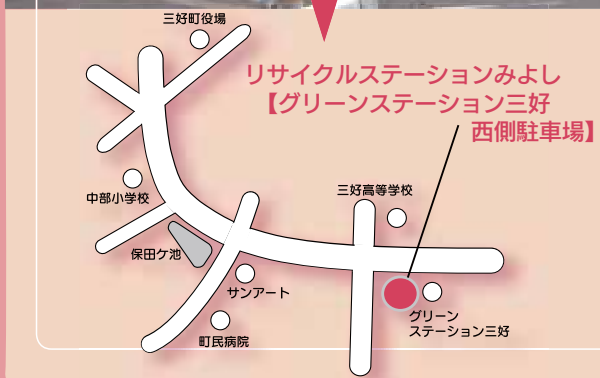 三好町役場
リサイクルステーションみよし
【グリーンステーション三好
西側駐車場】
中部小学校
三好高等学校
保田ケ池
サンアート
グリーン
ステーション三好
町民病院